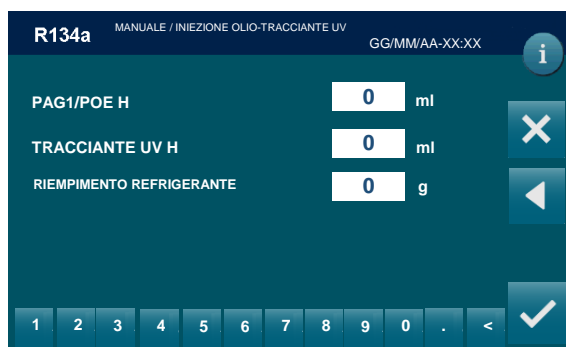 R134a MANUALE / INIEZIONE OLIO-TRACCIANTE UV
GG/MM/AA-XX:XX
i
PAG1/POE H 0 ml
TRACCIANTE UV H 0 ml
RIEMPIMENTO REFRIGERANTE 0 g
1 2 3 4 5 6 7 8 9 0 . <